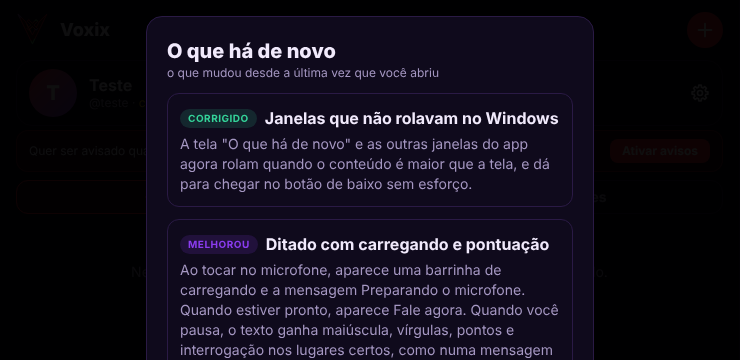 Voxix
O que há de novo
o que mudou desde a última vez que você abriu
T
Teste
@teste
Quer ser avisado
Ativar avisos
CORRIGIDO
Janelas que não rolavam no Windows
A tela "O que há de novo" e as outras janelas do app
agora rolam quando o conteúdo é maior que a tela, e dá
para chegar no botão de baixo sem esforço.
MELHOROU
Ditado com carregando e pontuação
Ao tocar no microfone, aparece uma barrinha de
carregando e a mensagem Preparando o microfone.
Quando estiver pronto, aparece Fale agora. Quando você
pausa, o texto ganha maiúscula, vírgulas, pontos e
interrogação nos lugares certos, como numa mensagem